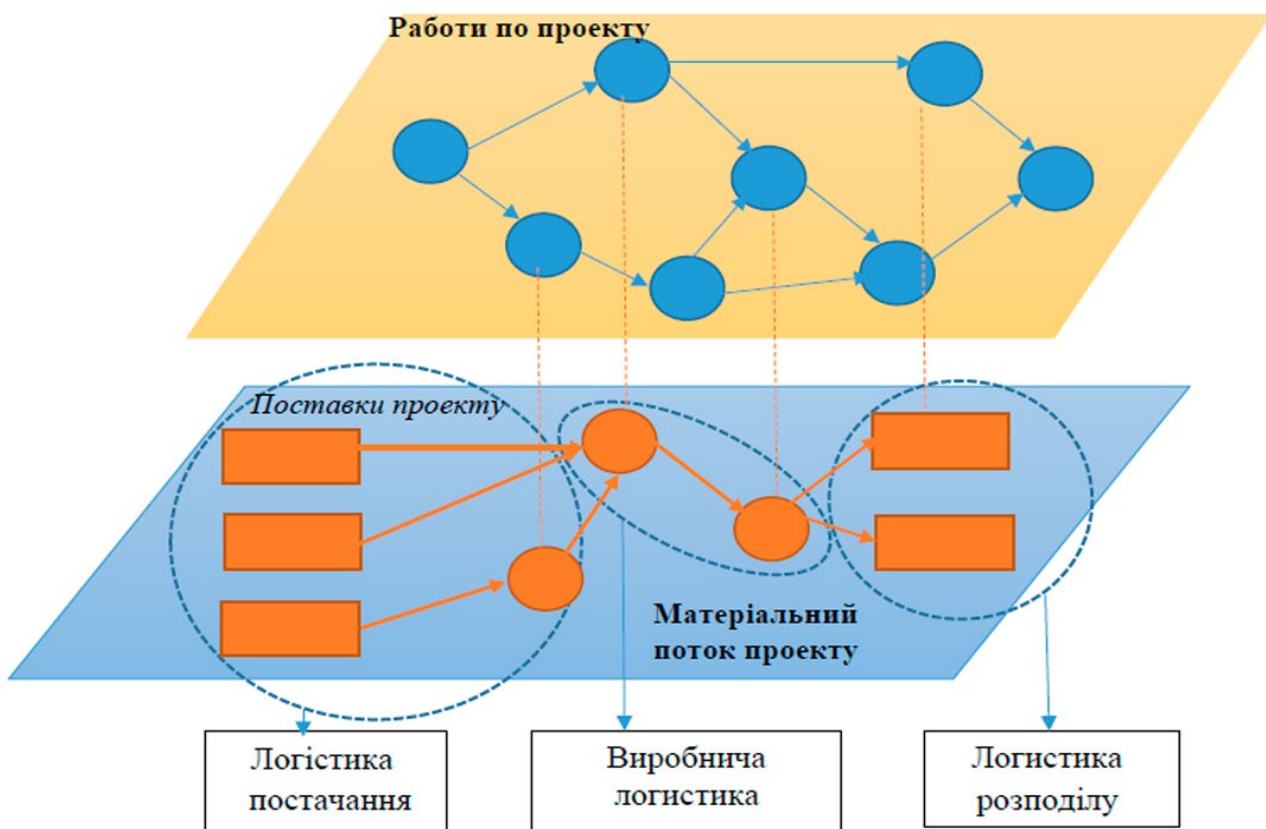 Работи по проекту
Поставки проекту
Матеріальний
поток проекту
Логістика
постачання
Виробнича
логистика
Логистика
розподілу